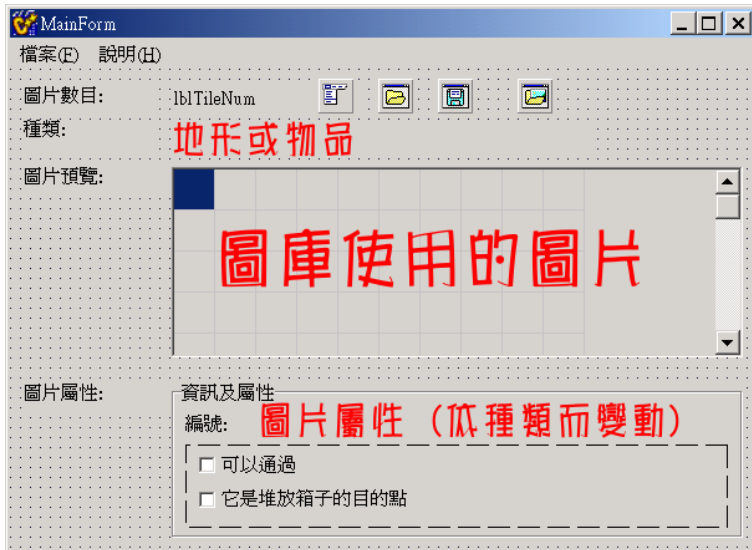 MainForm
檔案(F) 說明(H)
圖片數目: lblTileNum
種類: 地形或物品
圖片預覽:
圖庫使用的圖片
圖片屬性: 資訊及屬性
編號: 圖片屬性 (依種類而變動)
可以通過
它是堆放箱子的目的點